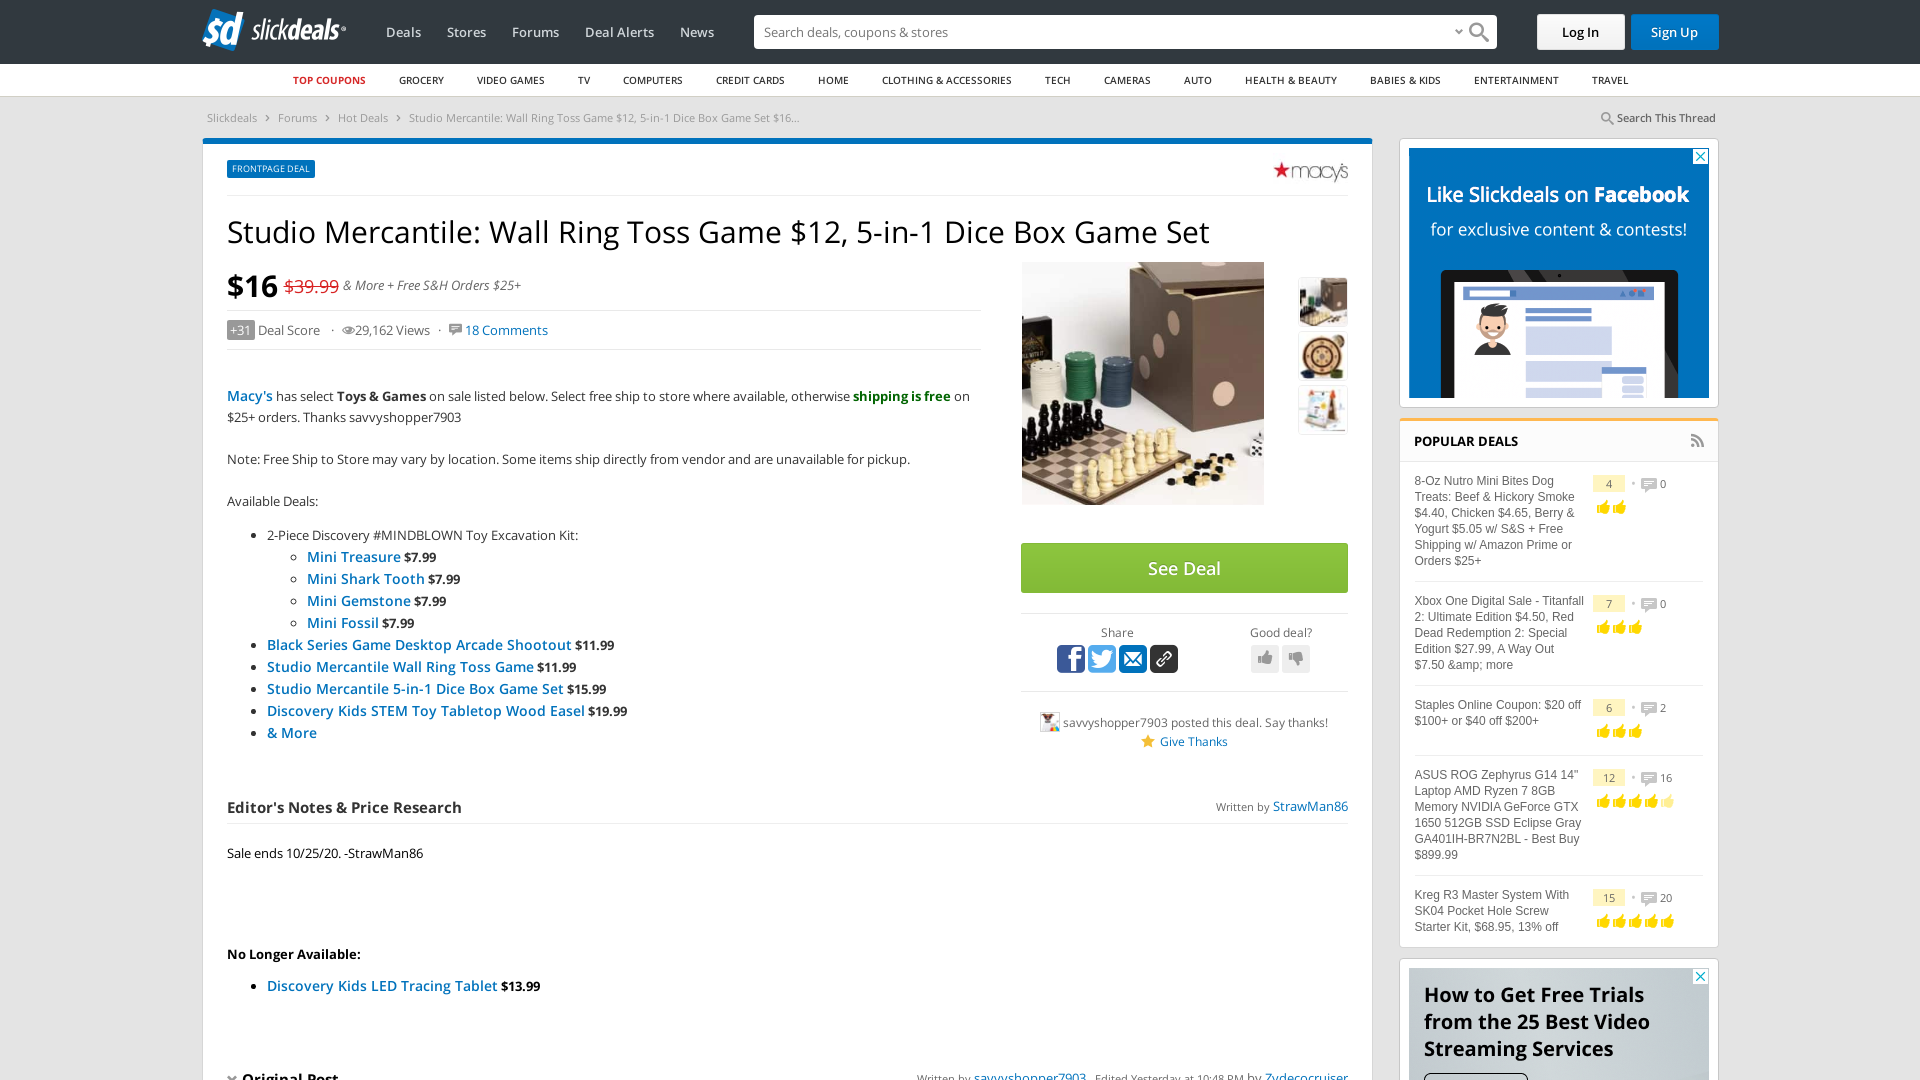 slickdeals
Deals
Stores
Forums
Deal Alerts
News
Search deals, coupons & stores
Log In
Sign Up
TOP COUPONS
GROCERY
VIDEO GAMES
TV
COMPUTERS
CREDIT CARDS
HOME
CLOTHING & ACCESSORIES
TECH
CAMERAS
AUTO
HEALTH & BEAUTY
BABIES & KIDS
ENTERTAINMENT
TRAVEL
Slickdeals > Forums > Hot Deals > Studio Mercantile: Wall Ring Toss Game $12, 5-in-1 Dice Box Game Set $16...
Search This Thread
FRONTPAGE DEAL
macy's
Studio Mercantile: Wall Ring Toss Game $12, 5-in-1 Dice Box Game Set
$16 $39.99 & More + Free S&H Orders $25+
+31 Deal Score · 29,162 Views · 18 Comments
Macy's has select Toys & Games on sale listed below. Select free ship to store where available, otherwise shipping is free on
$25+ orders. Thanks savvyshopper7903
Note: Free Ship to Store may vary by location. Some items ship directly from vendor and are unavailable for pickup.
Available Deals:
2-Piece Discovery #MINDBLOWN Toy Excavation Kit:
Mini Treasure $7.99
Mini Shark Tooth $7.99
Mini Gemstone $7.99
Mini Fossil $7.99
Black Series Game Desktop Arcade Shootout $11.99
Studio Mercantile Wall Ring Toss Game $11.99
Studio Mercantile 5-in-1 Dice Box Game Set $15.99
Discovery Kids STEM Toy Tabletop Wood Easel $19.99
& More
See Deal
Share
Good deal?
savvyshopper7903 posted this deal. Say thanks!
Give Thanks
Editor's Notes & Price Research
Written by StrawMan86
Sale ends 10/25/20. -StrawMan86
No Longer Available:
Discovery Kids LED Tracing Tablet $13.99
Original Post
Written by savvyshopper7903 Edited Yesterday at 10:48 PM by Zydecocruiser
Like Slickdeals on Facebook
for exclusive content & contests!
POPULAR DEALS
8-Oz Nutro Mini Bites Dog
Treats: Beef & Hickory Smoke
$4.40, Chicken $4.65, Berry &
Yogurt $5.05 w/ S&S + Free
Shipping w/ Amazon Prime or
Orders $25+
4 · 0
Xbox One Digital Sale - Titanfall
2: Ultimate Edition $4.50, Red
Dead Redemption 2: Special
Edition $27.99, A Way Out
$7.50 &amp; more
7 · 0
Staples Online Coupon: $20 off
$100+ or $40 off $200+
6 · 2
ASUS ROG Zephyrus G14 14"
Laptop AMD Ryzen 7 8GB
Memory NVIDIA GeForce GTX
1650 512GB SSD Eclipse Gray
GA401IH-BR7N2BL - Best Buy
$899.99
12 · 16
Kreg R3 Master System With
SK04 Pocket Hole Screw
Starter Kit, $68.95, 13% off
15 · 20
How to Get Free Trials
from the 25 Best Video
Streaming Services